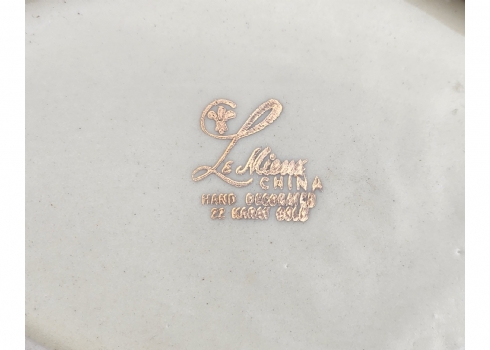 Le Mieux
CHINA
HAND DECORATED
22 KARAT GOLD